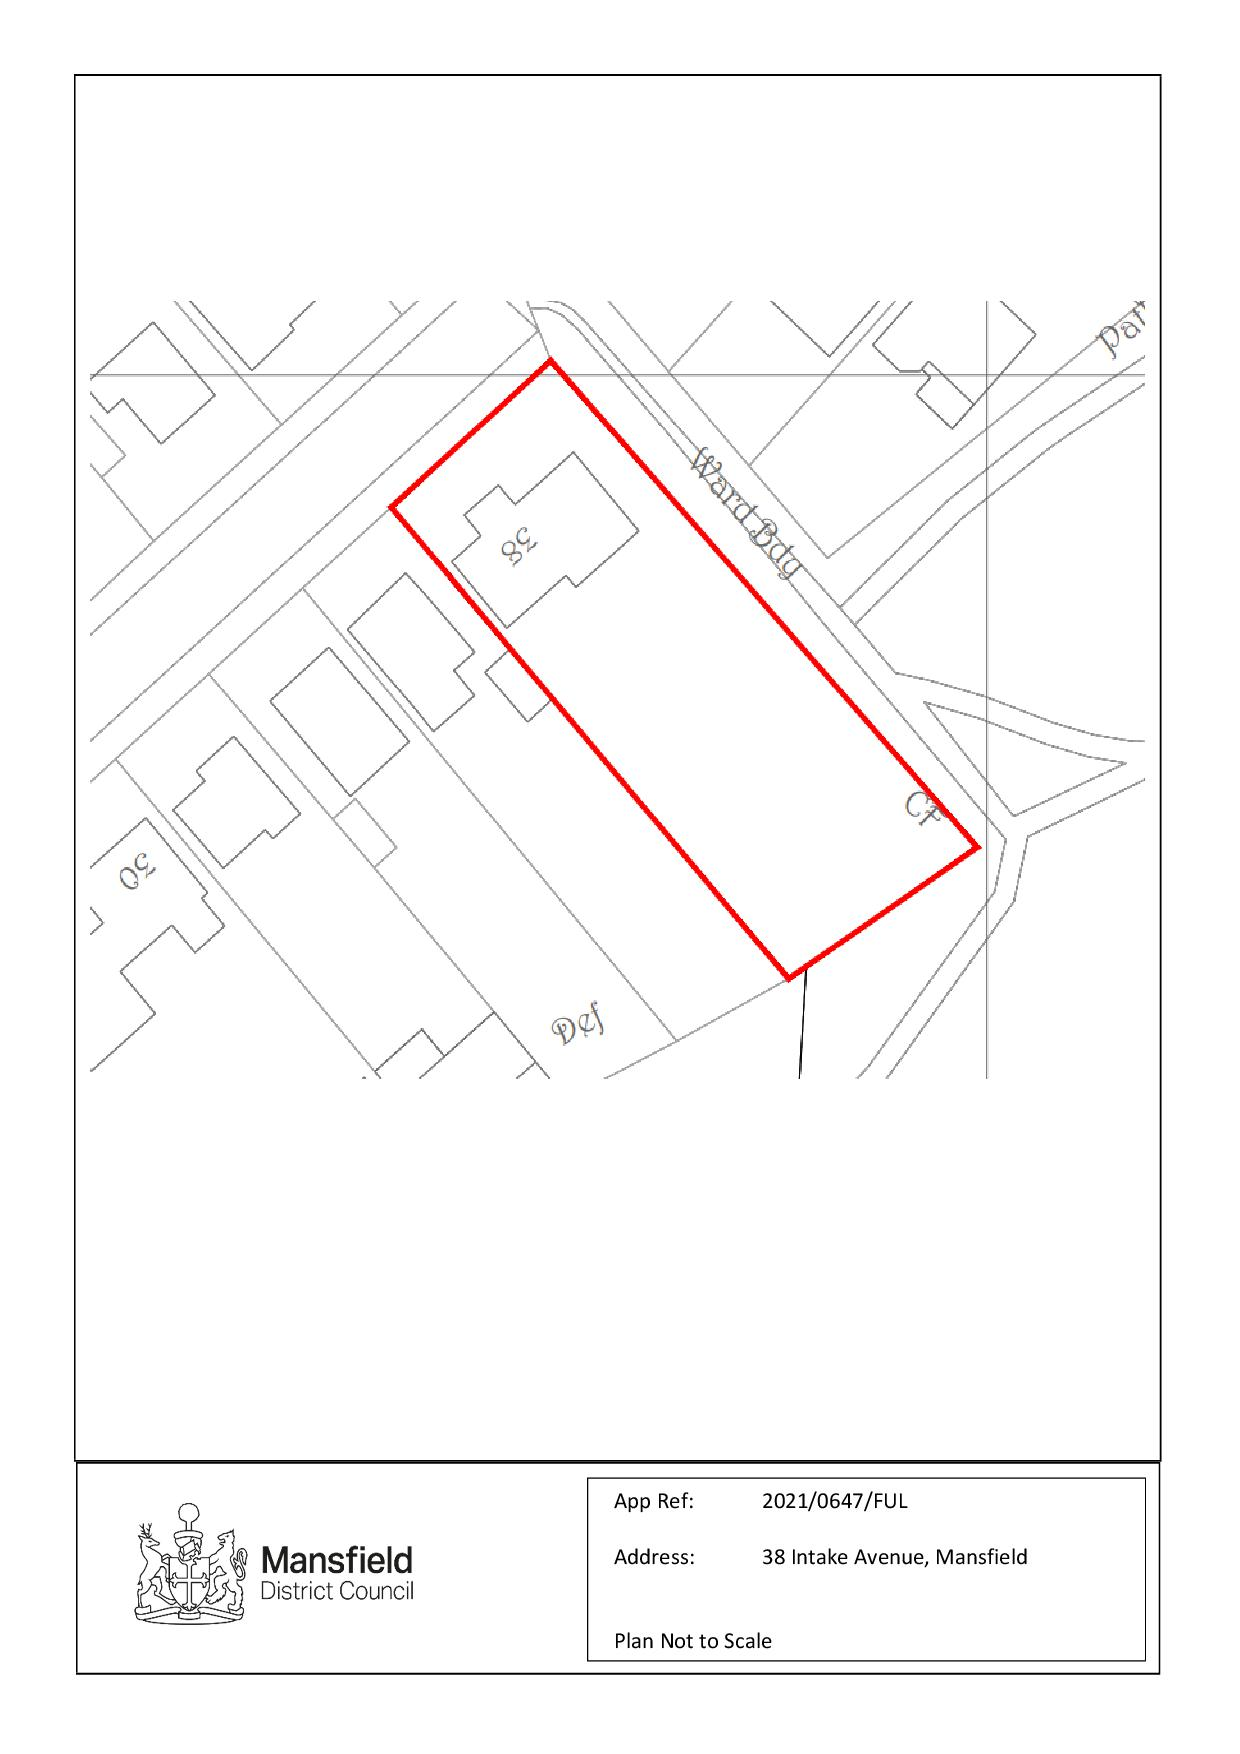 Ward Bdy
38
CF
30
Def
Mansfield
District Council
App Ref: 2021/0647/FUL
Address: 38 Intake Avenue, Mansfield
Plan Not to Scale